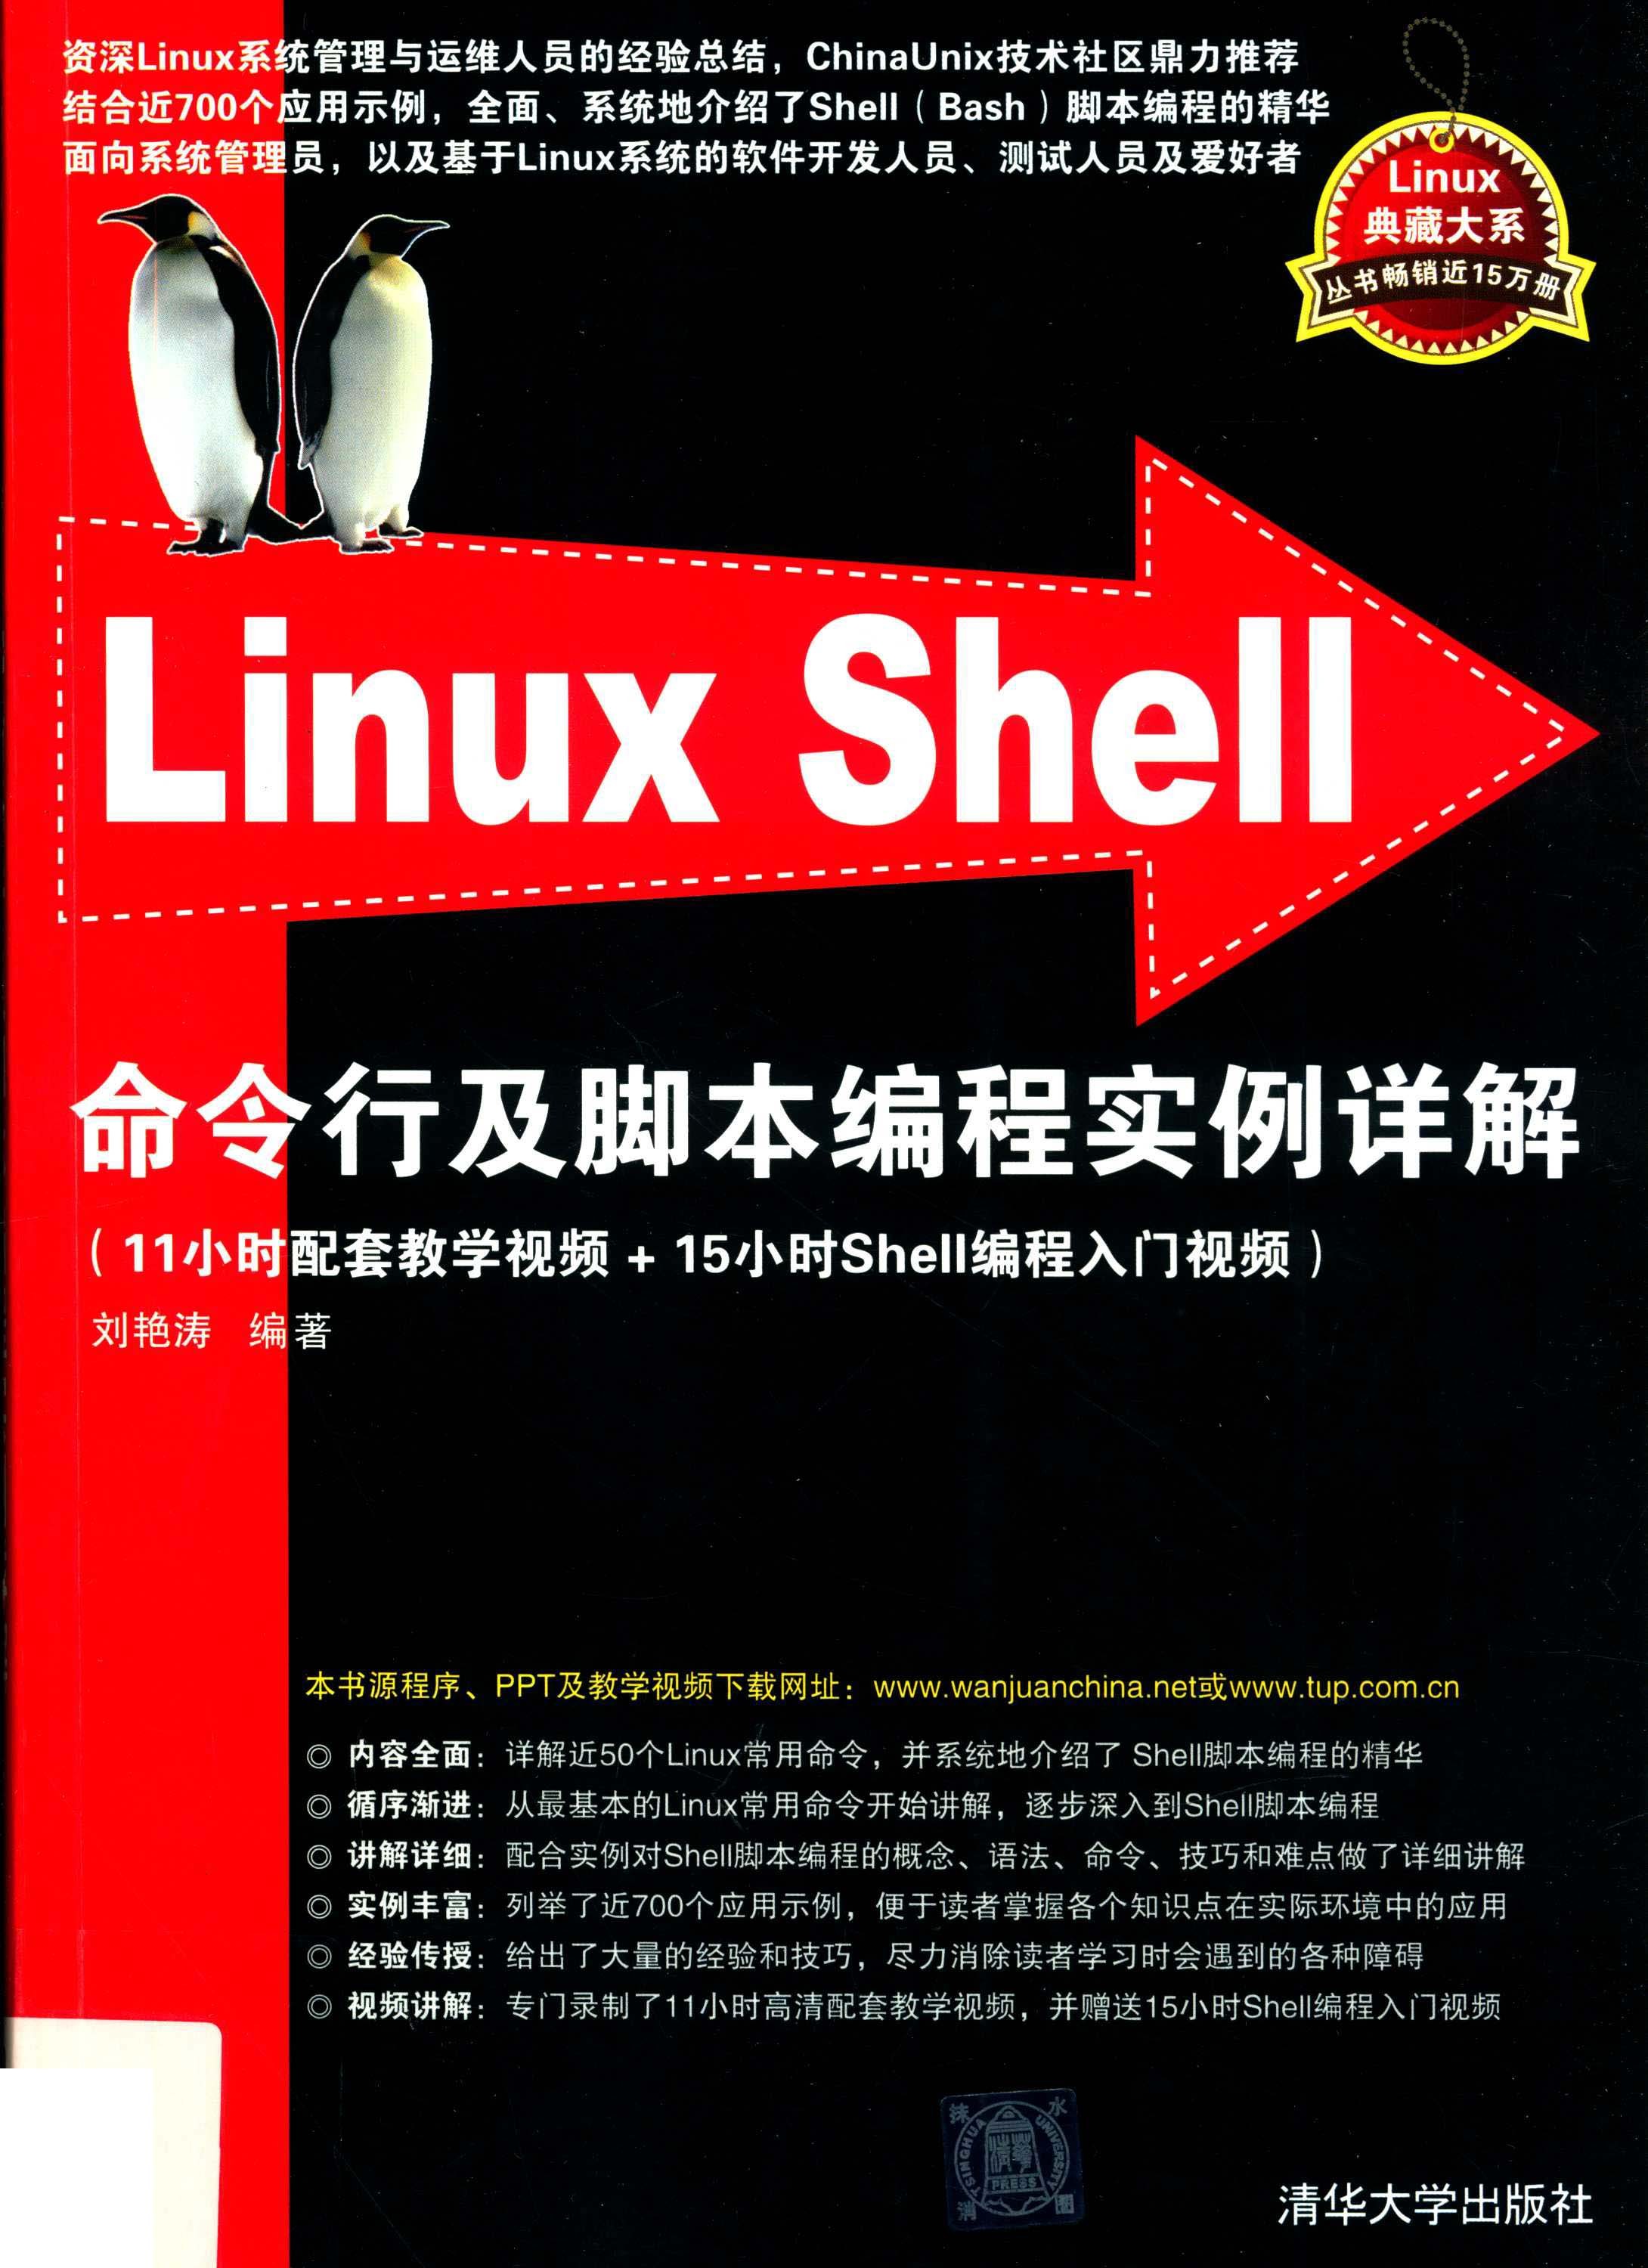 资深Linux系统管理与运维人员的经验总结，ChinaUnix技术社区鼎力推荐
结合近700个应用示例，全面、系统地介绍了Shell（Bash）脚本编程的精华
面向系统管理员，以及基于Linux系统的软件开发人员、测试人员及爱好者
Linux
典藏大系
丛书畅销近15万册
Linux Shell
命令行及脚本编程实例详解
（11小时配套教学视频 + 15小时Shell编程入门视频）
刘艳涛 编著
本书源程序、PPT及教学视频下载网址：www.wanjuanchina.net或www.tup.com.cn
◎ 内容全面：详解近50个Linux常用命令，并系统地介绍了 Shell脚本编程的精华
◎ 循序渐进：从最基本的Linux常用命令开始讲解，逐步深入到Shell脚本编程
◎ 讲解详细：配合实例对Shell脚本编程的概念、语法、命令、技巧和难点做了详细讲解
◎ 实例丰富：列举了近700个应用示例，便于读者掌握各个知识点在实际环境中的应用
◎ 经验传授：给出了大量的经验和技巧，尽力消除读者学习时会遇到的各种障碍
◎ 视频讲解：专门录制了11小时高清配套教学视频，并赠送15小时Shell编程入门视频
抹 水
TSINGHUA UNIVERSITY
清華
PRESS
消
清华大学出版社